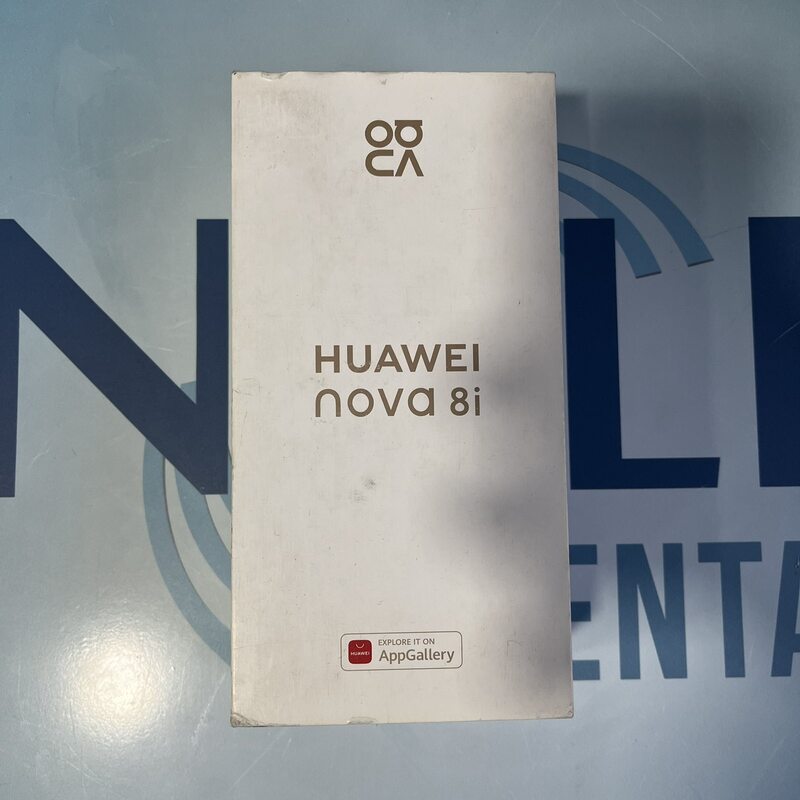 HUAWEI
nova 8i
EXPLORE IT ON
HUAWEI
AppGallery